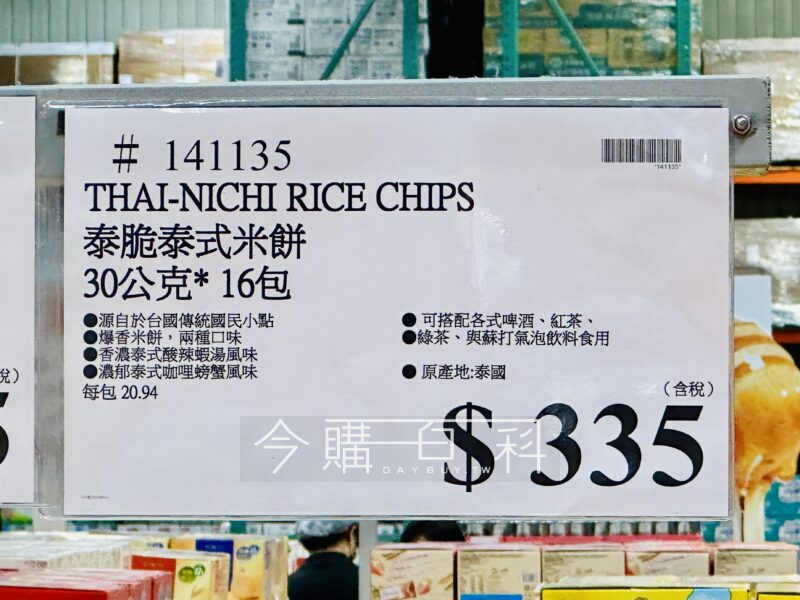 # 141135
*141135*
THAI-NICHI RICE CHIPS
泰脆泰式米餅
30公克* 16包
●源自於台國傳統國民小點
●爆香米餅，兩種口味
●香濃泰式酸辣蝦湯風味
●濃郁泰式咖哩螃蟹風味
每包 20.94
● 可搭配各式啤酒、紅茶、
●綠茶、與蘇打氣泡飲料食用
● 原產地:泰國
（含稅）
$ 335
今購百科
DAYBUY.TW
稅）
5